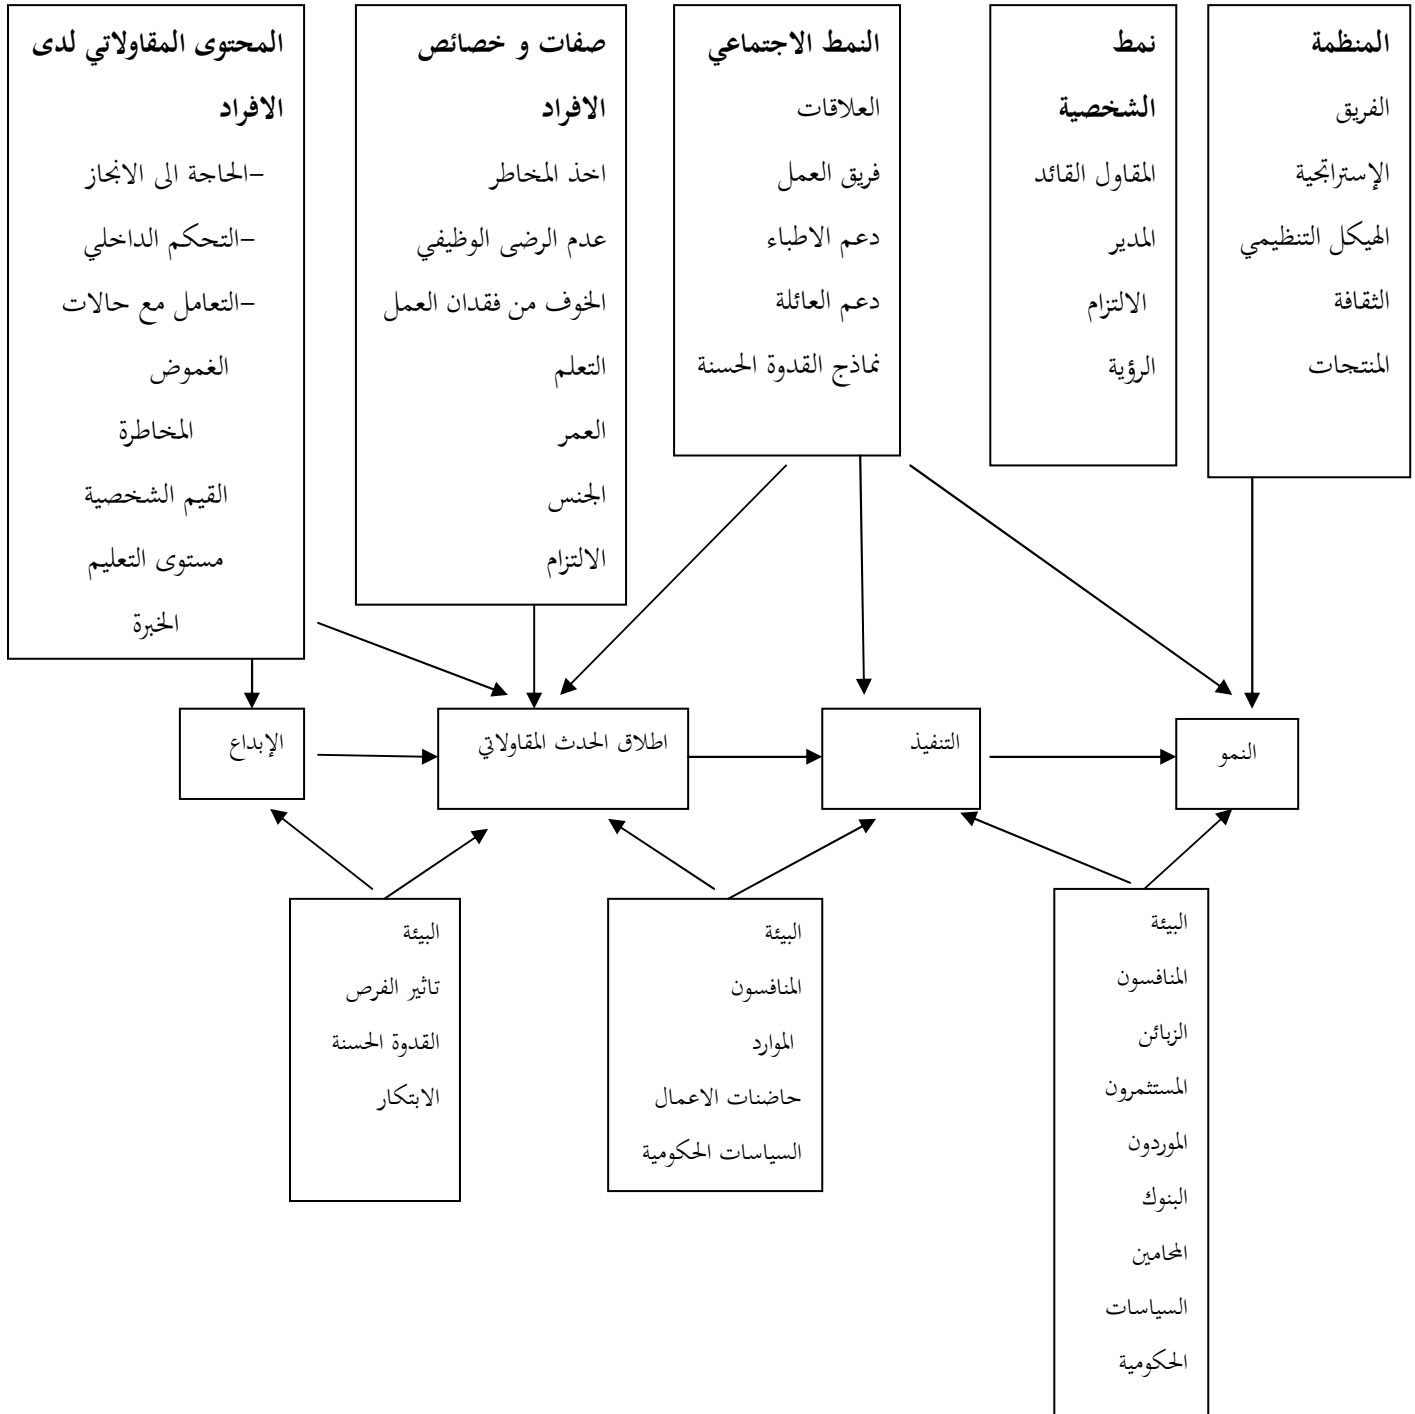 المنظمة
الفريق
الإستراتجية
الهيكل التنظيمي
الثقافة
المنتجات
نمط
الشخصية
المقاول القائد
المدير
الالتزام
الرؤية
النمط الاجتماعي
العلاقات
فريق العمل
دعم الاطباء
دعم العائلة
نماذج القدوة الحسنة
صفات و خصائص
الافراد
اخذ المخاطر
عدم الرضى الوظيفي
الخوف من فقدان العمل
التعلم
العمر
الجنس
الالتزام
المحتوى المقاولاتي لدى
الافراد
–الحاجة الى الانجاز
–التحكم الداخلي
–التعامل مع حالات
الغموض
المخاطرة
القيم الشخصية
مستوى التعليم
الخبرة
النمو
التنفيذ
اطلاق الحدث المقاولاتي
الإبداع
البيئة
المنافسون
الزبائن
المستثمرون
الموردون
البنوك
المحامين
السياسات
الحكومية
البيئة
المنافسون
الموارد
حاضنات الاعمال
السياسات الحكومية
البيئة
تاثير الفرص
القدوة الحسنة
الابتكار